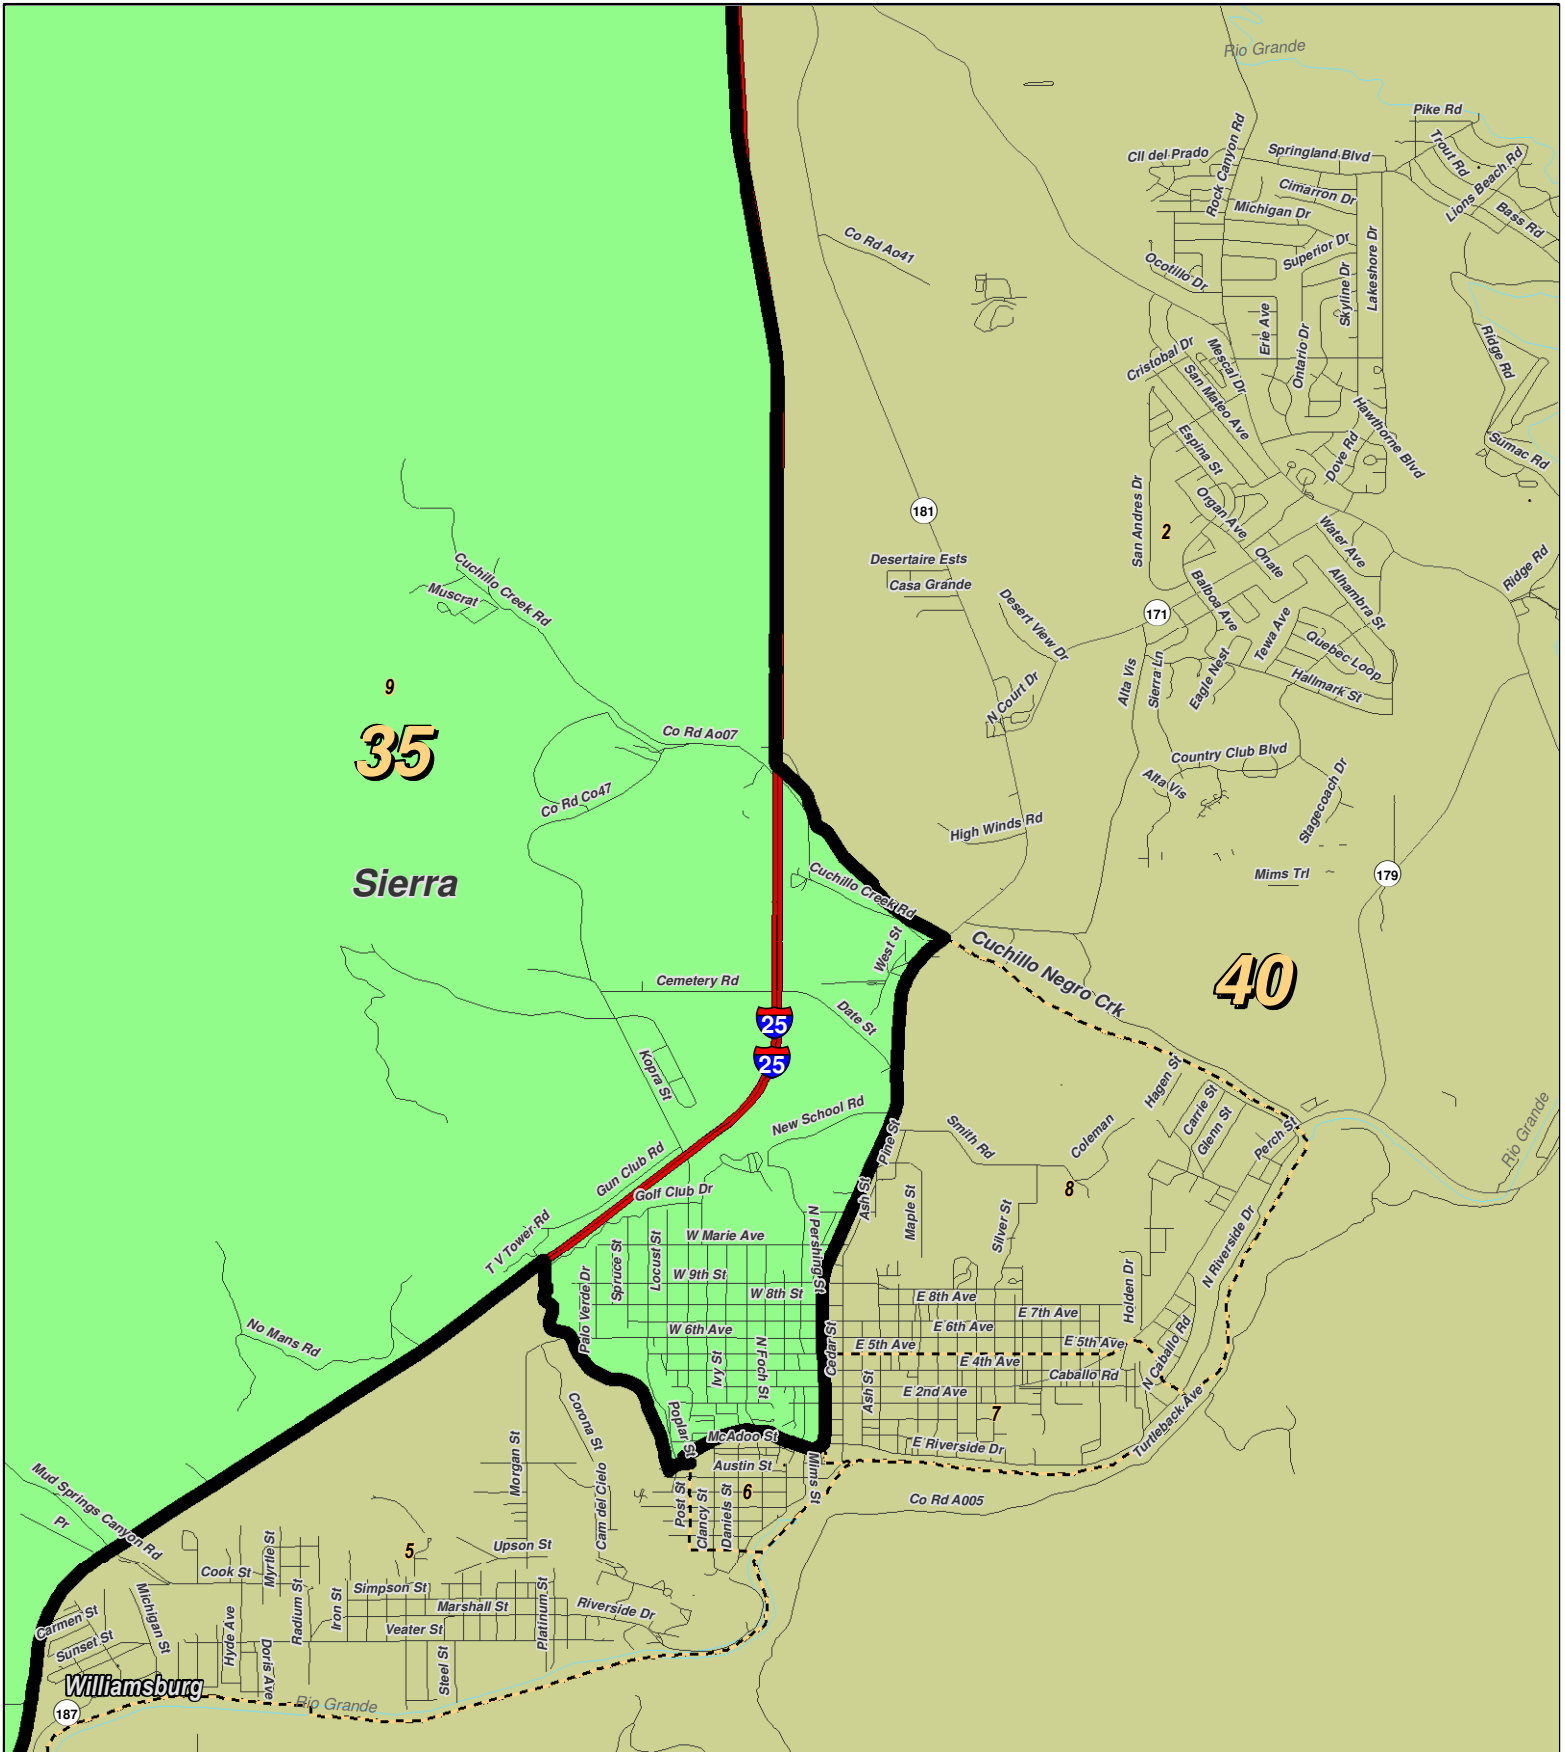 Rio Grande
Pike Rd
Trout Rd
Lions Beach Rd
Bass Rd
Cll del Prado
Rock Canyon Rd
Springland Blvd
Cimarron Dr
Michigan Dr
Superior Dr
Lakeshore Dr
Skyline Dr
Ocotillo Dr
Co Rd Ao41
Erie Ave
Ontario Dr
Ridge Rd
Cristobal Dr
Mescal Dr
San Mateo Ave
Hawthorne Blvd
Dove Rd
Sumac Rd
Espina St
San Andres Dr
Organ Ave
2
Water Ave
Onate
181
Desertaire Ests
Casa Grande
Desert View Dr
171
Balboa Ave
Alhambra St
Ridge Rd
Tewa Ave
Quebec Loop
Hallmark St
Alta Vis
Sierra Ln
Eagle Nest
N Court Dr
Cuchillo Creek Rd
Muscrat
9
35
Co Rd Ao07
Co Rd Co47
Country Club Blvd
Alta Vis
Stagecoach Dr
High Winds Rd
Mims Trl
179
Sierra
Cuchillo Creek Rd
West St
Cuchillo Negro Crk
40
Cemetery Rd
Date St
25
25
Kopra St
New School Rd
Hagen St
Carrie St
Glenn St
Perch St
Rio Grande
Pine St
Smith Rd
Coleman
8
Gun Club Rd
Golf Club Dr
Ash St
Maple St
Silver St
N Riverside Dr
T V Tower Rd
W Marie Ave
N Pershing St
Spruce St
Locust St
W 9th St
W 8th St
Palo Verde Dr
Holden Dr
E 8th Ave
E 7th Ave
W 6th Ave
E 6th Ave
Cedar St
E 5th Ave
E 5th Ave
N Caballo Rd
No Mans Rd
Ivy St
N Foch St
E 4th Ave
Caballo Rd
Ash St
E 2nd Ave
7
Turtleback Ave
Poplar St
Corona St
McAdoo St
E Riverside Dr
Morgan St
Austin St
Mims St
6
Cam del Cielo
Post St
Clancy St
Daniels St
Co Rd A005
Mud Springs Canyon Rd
Pr
5
Upson St
Cook St
Myrtle St
Simpson St
Marshall St
Riverside Dr
Michigan St
Hyde Ave
Radium St
Iron St
Veater St
Platinum St
Carmen St
Sunset St
Doris Ave
Steel St
Williamsburg
187
Rio Grande